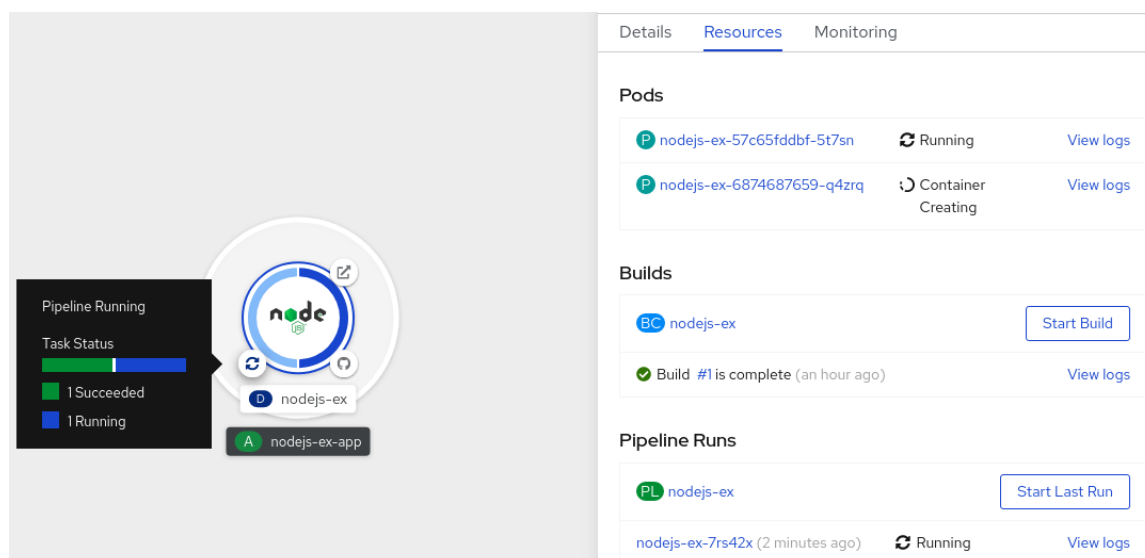 Details Resources Monitoring
Pods
P nodejs-ex-57c65fddbf-5t7sn Running View logs
P nodejs-ex-6874687659-q4zrq Container View logs
Creating
Builds
BC nodejs-ex Start Build
Build #1 is complete (an hour ago) View logs
Pipeline Runs
PL nodejs-ex Start Last Run
nodejs-ex-7rs42x (2 minutes ago) Running View logs
Pipeline Running
Task Status
1 Succeeded
1 Running
node
JS
D nodejs-ex
A nodejs-ex-app